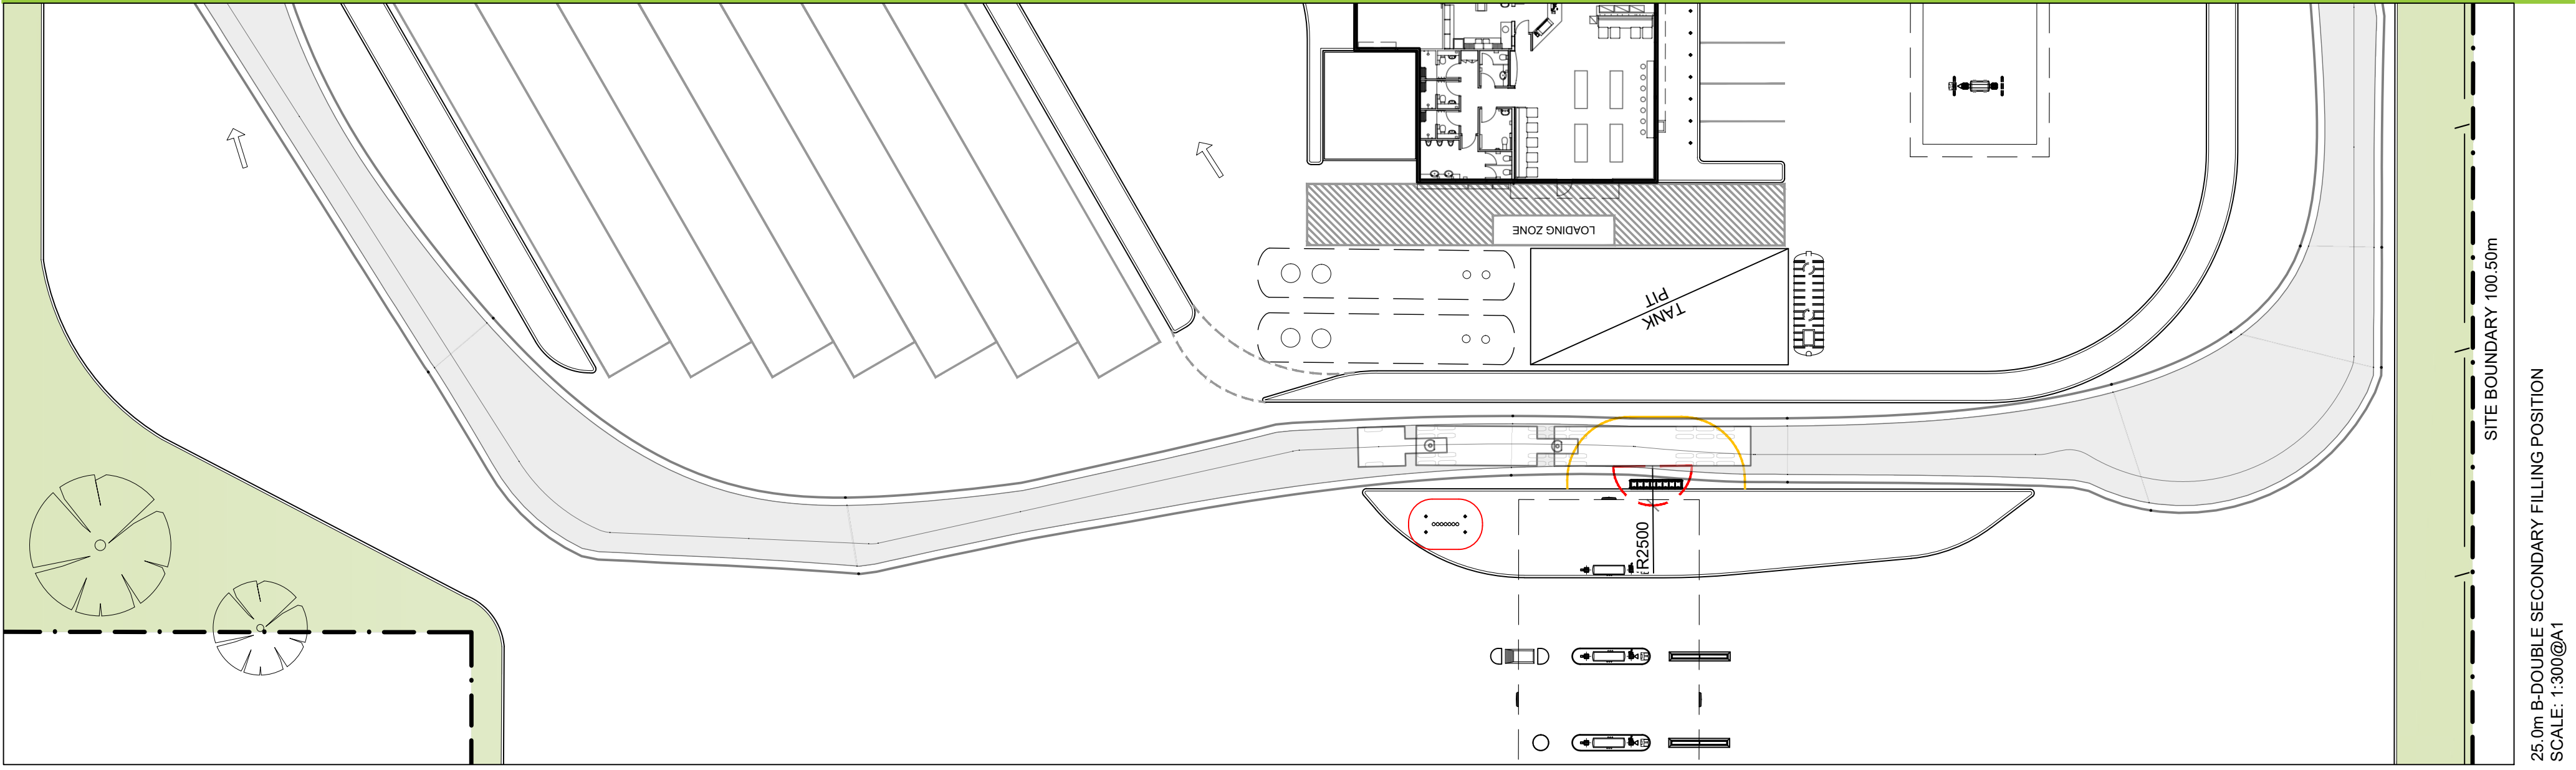 LOADING ZONE
TANK
PIT
R2500
SITE BOUNDARY 100.50m
25.0m B-DOUBLE SECONDARY FILLING POSITION
SCALE: 1:300@A1